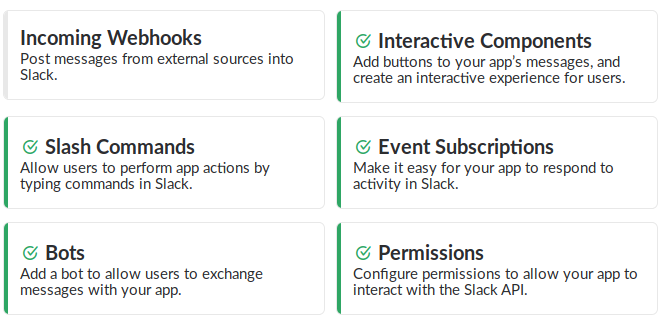 Incoming Webhooks
Post messages from external sources into
Slack.
Interactive Components
Add buttons to your app's messages, and
create an interactive experience for users.
Slash Commands
Allow users to perform app actions by
typing commands in Slack.
Event Subscriptions
Make it easy for your app to respond to
activity in Slack.
Bots
Add a bot to allow users to exchange
messages with your app.
Permissions
Configure permissions to allow your app to
interact with the Slack API.